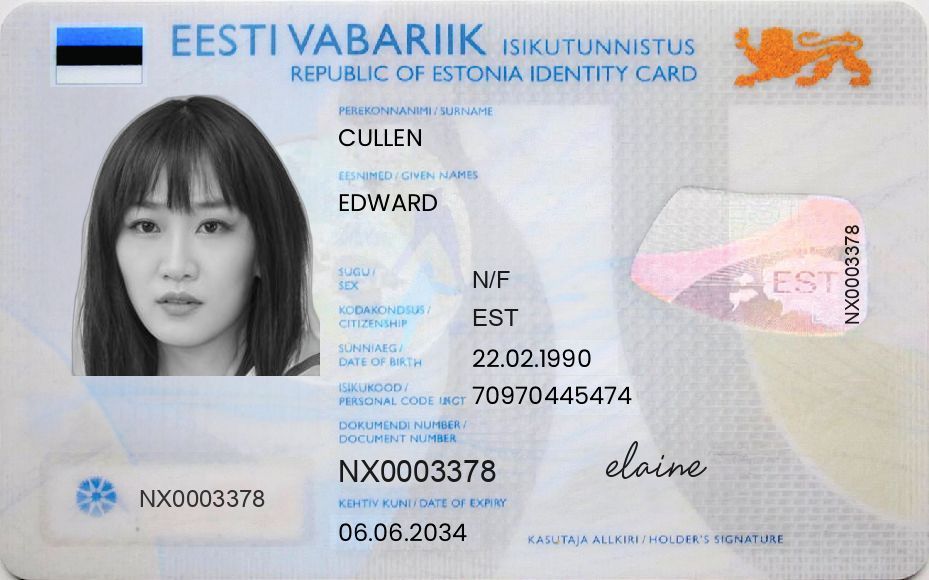 EESTI VABARIIK ISIKUTUNNISTUS
REPUBLIC OF ESTONIA IDENTITY CARD
PEREKONNANIMI / SURNAME
CULLEN
EESNIMED / GIVEN NAMES
EDWARD
SUGU /
SEX
N/F
KODAKONDSUS /
CITIZENSHIP
EST
SÜNNIAEG /
DATE OF BIRTH
22.02.1990
ISIKUKOOD /
PERSONAL CODE
70970445474
DOKUMENDI NUMBER /
DOCUMENT NUMBER
NX0003378
KEHTIV KUNI / DATE OF EXPIRY
06.06.2034
NX0003378
EST
NX0003378
elaine
KASUTAJA ALLKIRI / HOLDER'S SIGNATURE